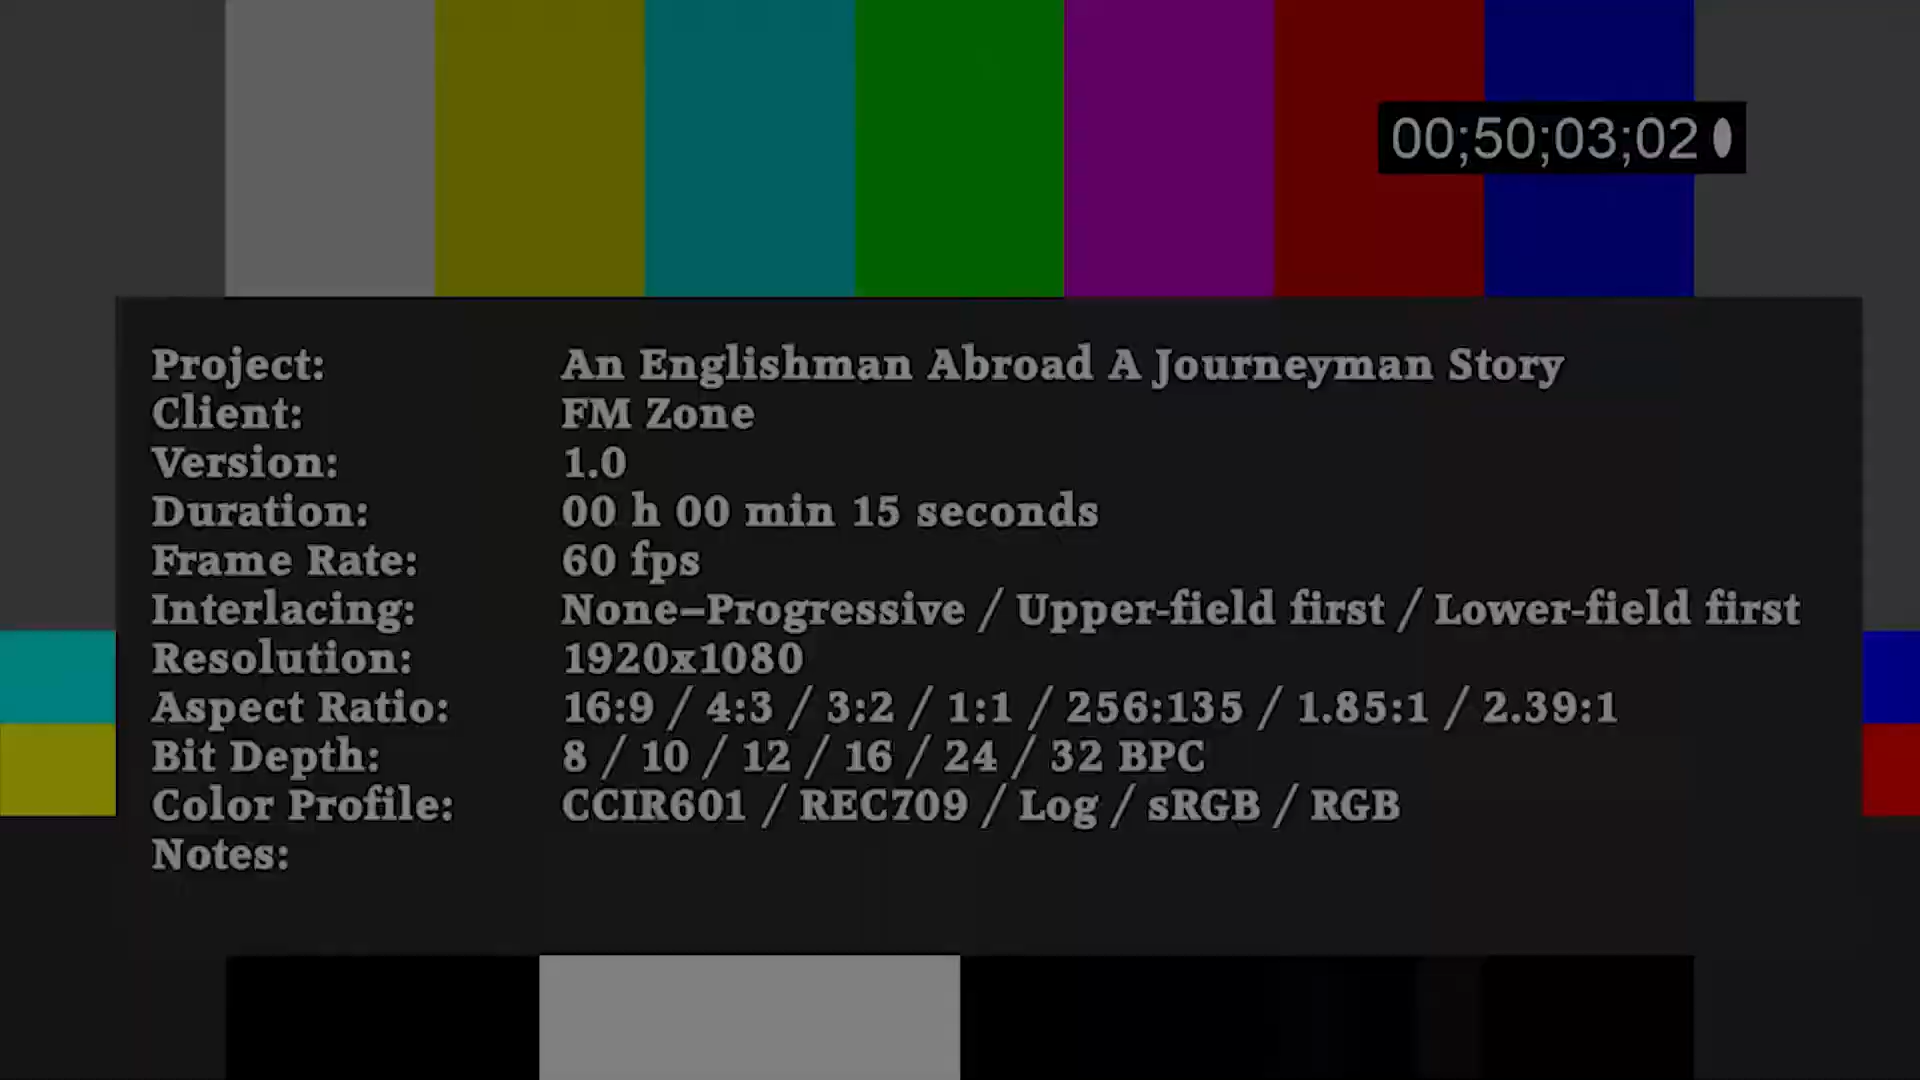 00;50;03;02
Project: An Englishman Abroad A Journeyman Story
Client: FM Zone
Version: 1.0
Duration: 00 h 00 min 15 seconds
Frame Rate: 60 fps
Interlacing: None–Progressive / Upper-field first / Lower-field first
Resolution: 1920x1080
Aspect Ratio: 16:9 / 4:3 / 3:2 / 1:1 / 256:135 / 1.85:1 / 2.39:1
Bit Depth: 8 / 10 / 12 / 16 / 24 / 32 BPC
Color Profile: CCIR601 / REC709 / Log / sRGB / RGB
Notes: